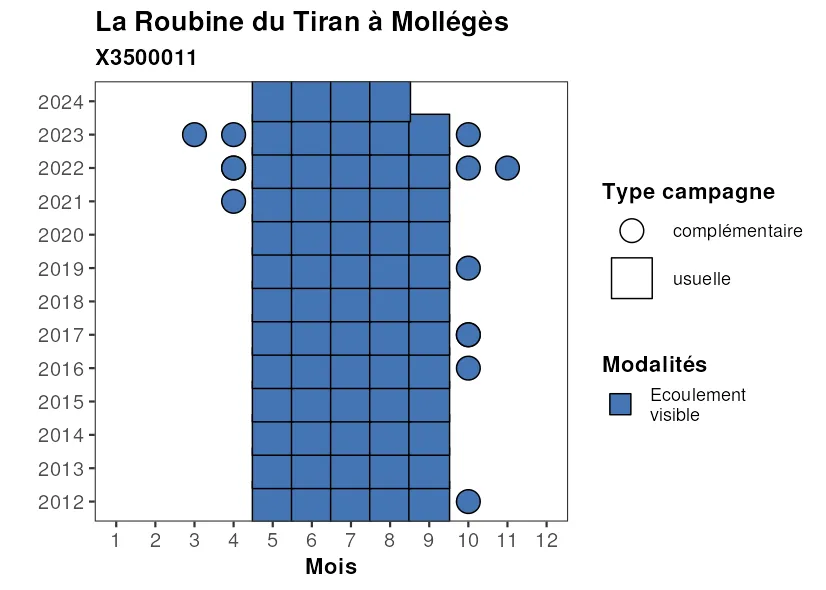 La Roubine du Tiran à Mollégès
X3500011
2024
2023
2022
2021
2020
2019
2018
2017
2016
2015
2014
2013
2012
1 2 3 4 5 6 7 8 9 10 11 12
Mois
Type campagne
complémentaire
usuelle
Modalités
Ecoulement
visible